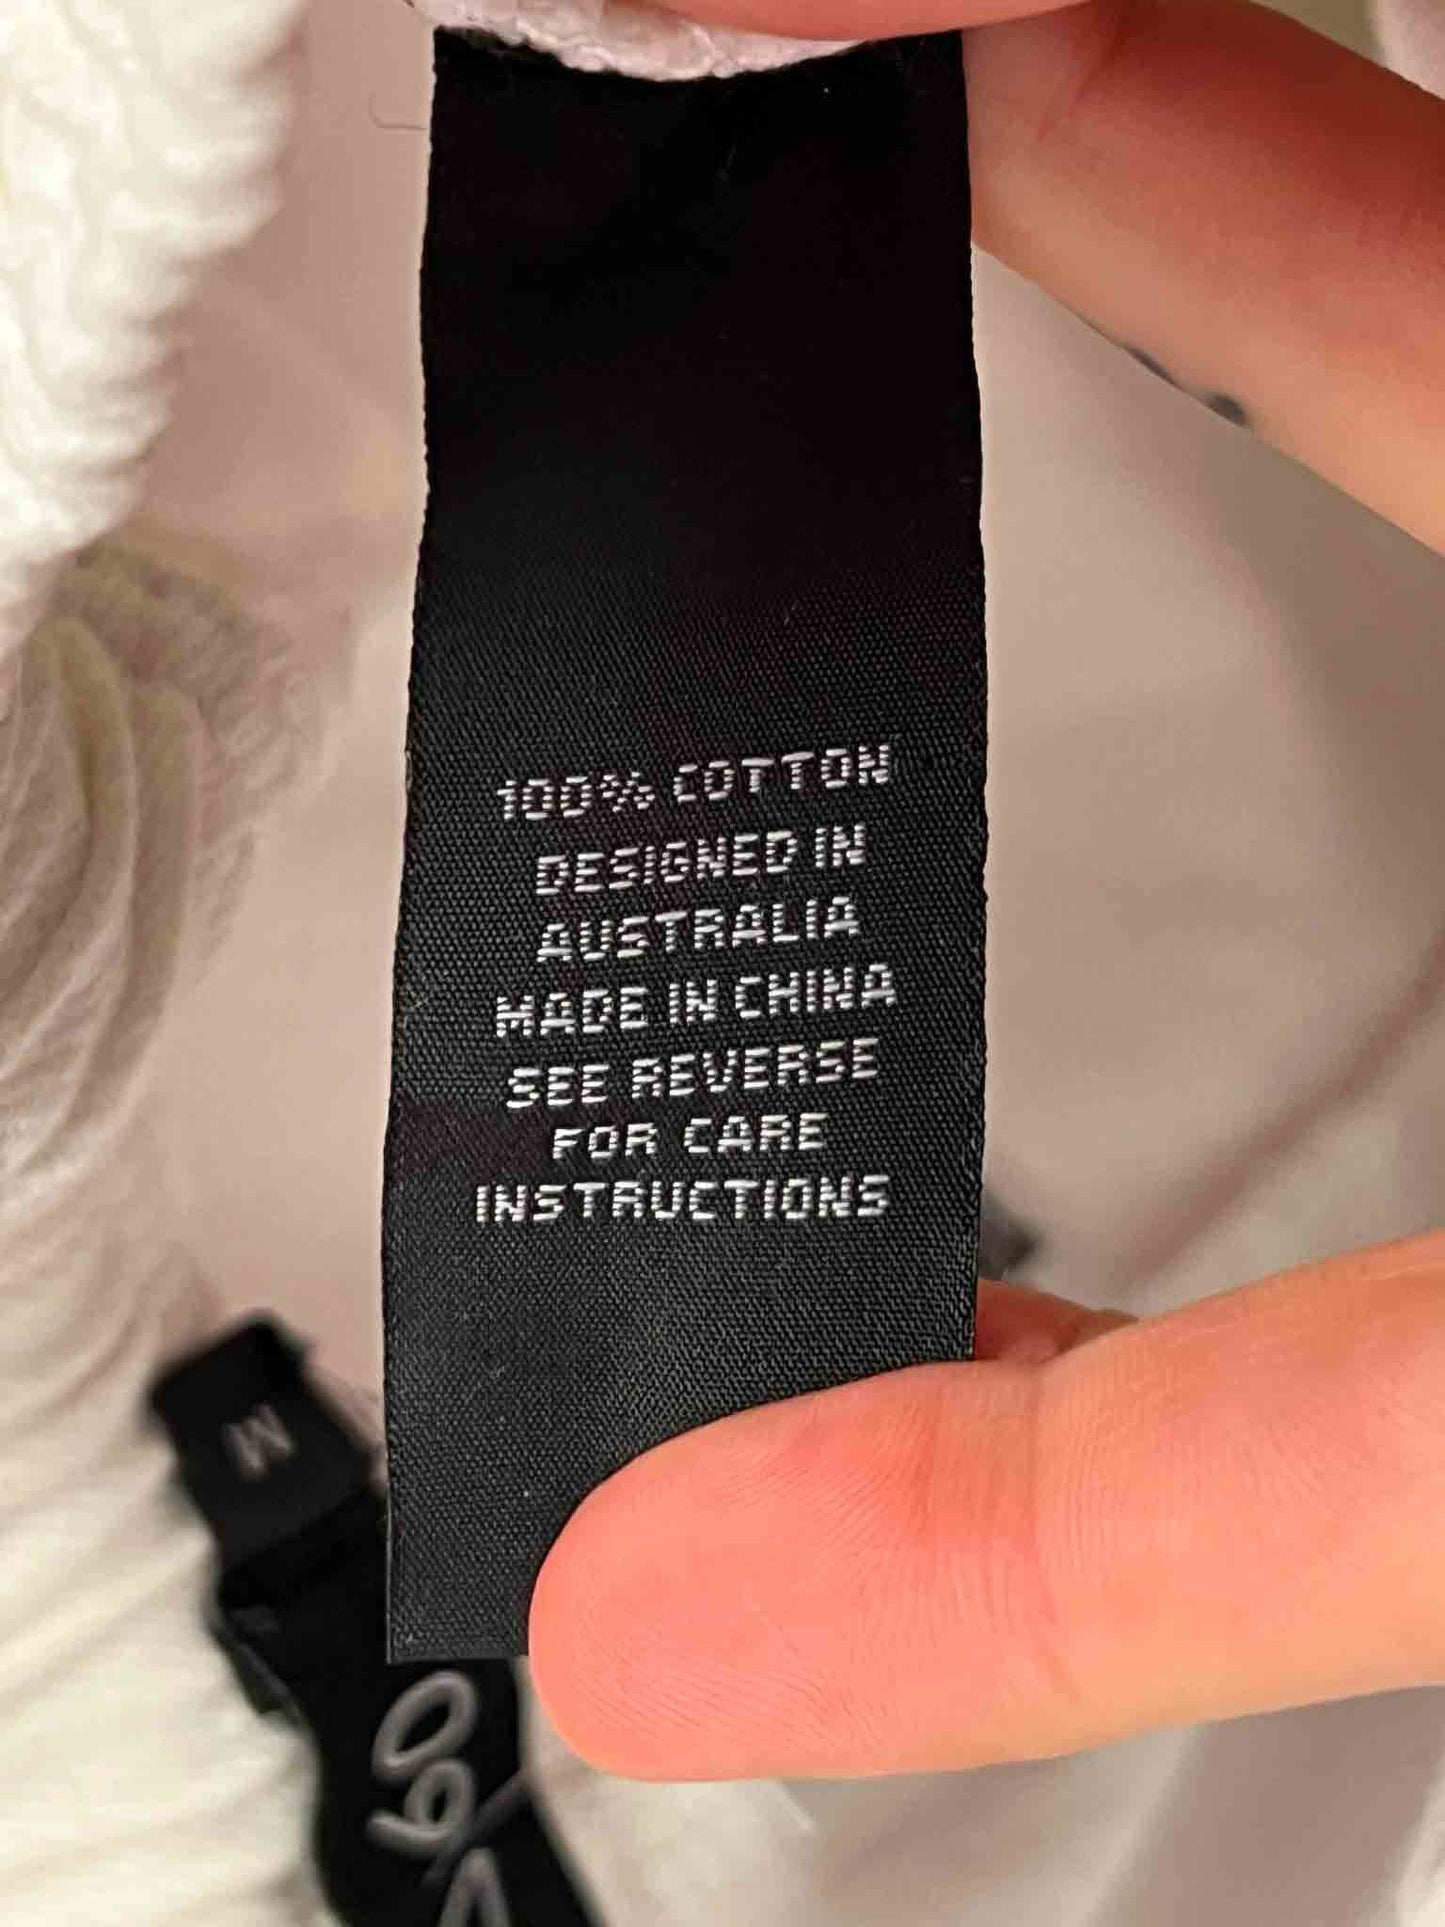 100% COTTON
DESIGNED IN
AUSTRALIA
MADE IN CHINA
SEE REVERSE
FOR CARE
INSTRUCTIONS
M